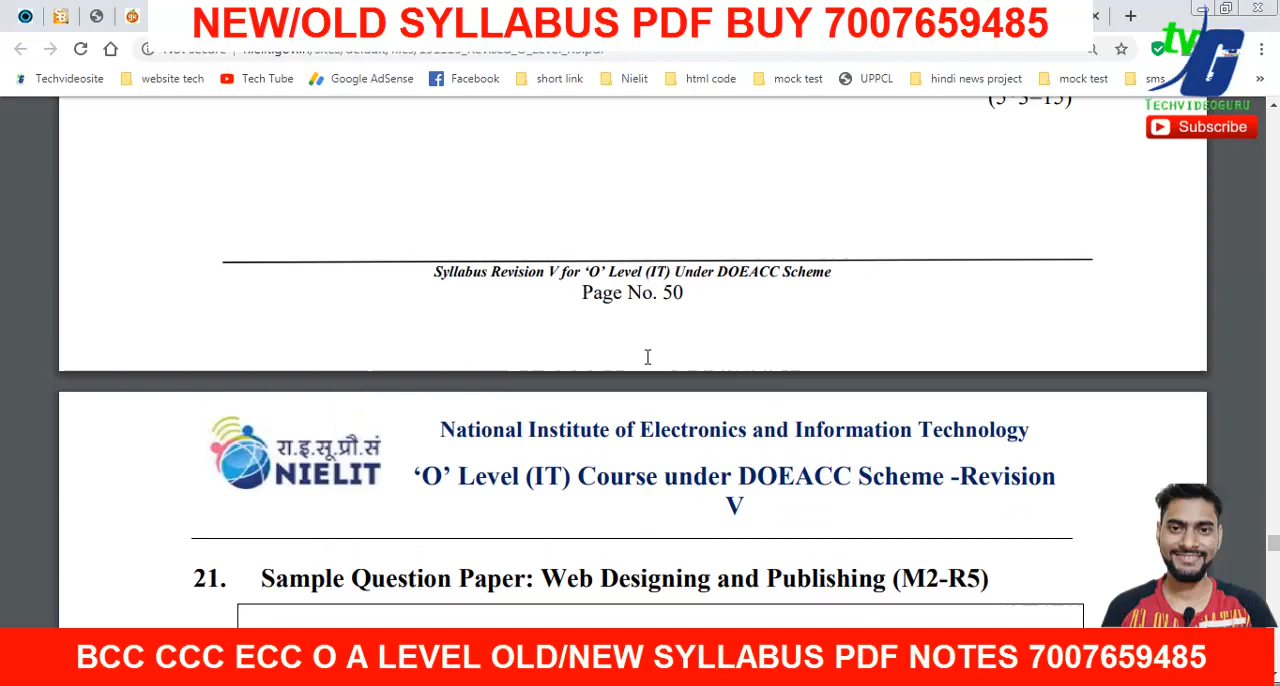 NEW/OLD SYLLABUS PDF BUY 7007659485
Techvideosite website tech Tech Tube Google AdSense Facebook short link Nielit html code mock test UPPCL hindi news project mock test sms »
tvG
TECHVIDEOGURU
Subscribe
(5*3=15)
Syllabus Revision V for ‘O’ Level (IT) Under DOEACC Scheme
Page No. 50
रा.इ.सू.प्रौ.सं
NIELIT
National Institute of Electronics and Information Technology
‘O’ Level (IT) Course under DOEACC Scheme -Revision
V
21. Sample Question Paper: Web Designing and Publishing (M2-R5)
BCC CCC ECC O A LEVEL OLD/NEW SYLLABUS PDF NOTES 7007659485